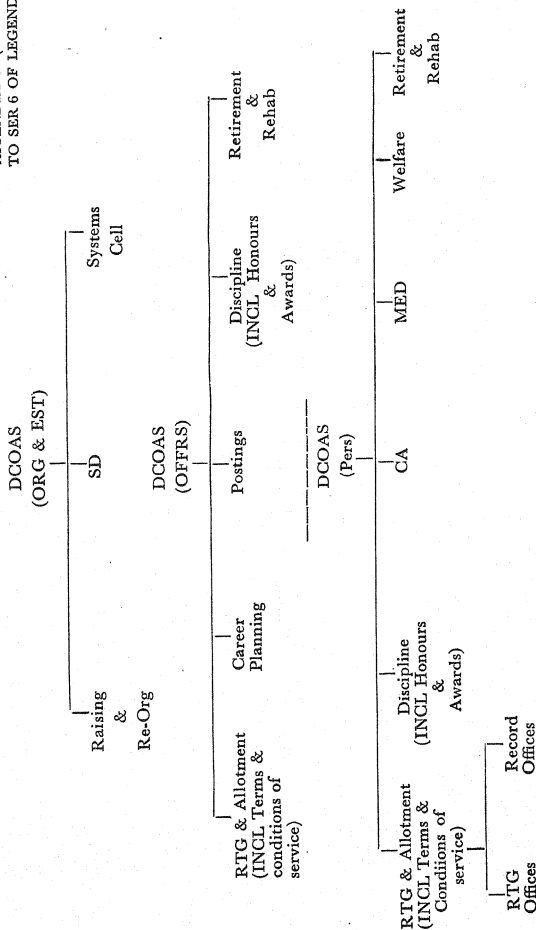 TO SER 6 OF LEGEND
DCOAS
(ORG & EST)
Raising
&
Re-Org
SD
Systems
Cell
DCOAS
(OFFRS)
RTG & Allotment
(INCL Terms &
conditions of
service)
Career
Planning
Postings
Discipline
(INCL Honours
&
Awards)
Retirement
&
Rehab
DCOAS
(Pers)
RTG & Allotment
(INCL Terms &
Condiions of
service)
Discipline
(INCL Honours
&
Awards)
CA
MED
Welfare
Retirement
&
Rehab
RTG
Offices
Record
Offices